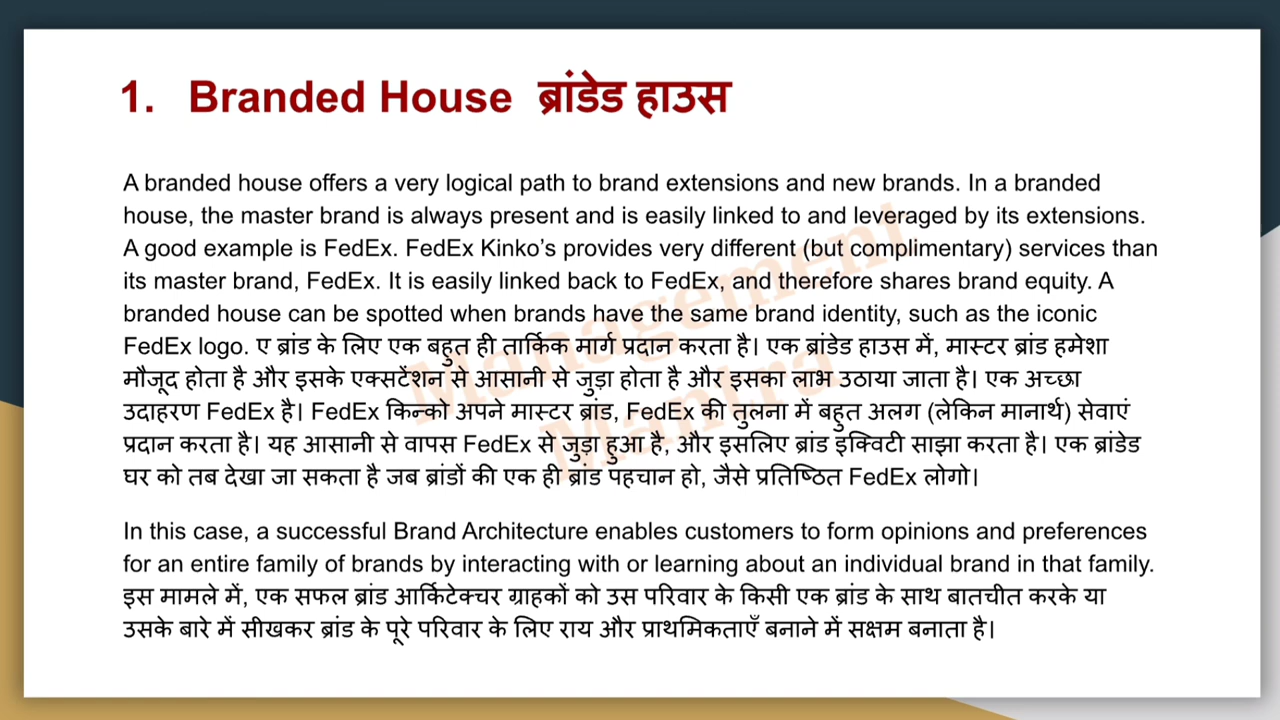 1. Branded House ब्रांडेड हाउस
A branded house offers a very logical path to brand extensions and new brands. In a branded
house, the master brand is always present and is easily linked to and leveraged by its extensions.
A good example is FedEx. FedEx Kinko’s provides very different (but complimentary) services than
its master brand, FedEx. It is easily linked back to FedEx, and therefore shares brand equity. A
branded house can be spotted when brands have the same brand identity, such as the iconic
FedEx logo. ए ब्रांड के लिए एक बहुत ही तार्किक मार्ग प्रदान करता है। एक ब्रांडेड हाउस में, मास्टर ब्रांड हमेशा
मौजूद होता है और इसके एक्सटेंशन से आसानी से जुड़ा होता है और इसका लाभ उठाया जाता है। एक अच्छा
उदाहरण FedEx है। FedEx किन्को अपने मास्टर ब्रांड, FedEx की तुलना में बहुत अलग (लेकिन मानार्थ) सेवाएं
प्रदान करता है। यह आसानी से वापस FedEx से जुड़ा हुआ है, और इसलिए ब्रांड इक्विटी साझा करता है। एक ब्रांडेड
घर को तब देखा जा सकता है जब ब्रांडों की एक ही ब्रांड पहचान हो, जैसे प्रतिष्ठित FedEx लोगो।
In this case, a successful Brand Architecture enables customers to form opinions and preferences
for an entire family of brands by interacting with or learning about an individual brand in that family.
इस मामले में, एक सफल ब्रांड आर्किटेक्चर ग्राहकों को उस परिवार के किसी एक ब्रांड के साथ बातचीत करके या
उसके बारे में सीखकर ब्रांड के पूरे परिवार के लिए राय और प्राथमिकताएँ बनाने में सक्षम बनाता है।
Management
Mantra